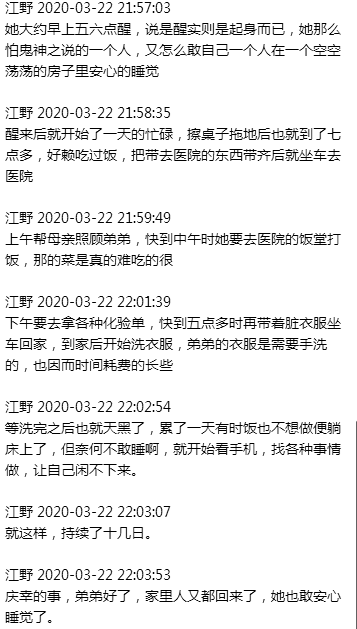 江野 2020-03-22 21:57:03
她大约早上五六点醒，说是醒实则是起身而已，她那么
怕鬼神之说的一个人，又怎么敢自己一个人在一个空空
荡荡的房子里安心的睡觉
江野 2020-03-22 21:58:35
醒来后就开始了一天的忙碌，擦桌子拖地后也就到了七
点多，好赖吃过饭，把带去医院的东西带齐后就坐车去
医院
江野 2020-03-22 21:59:49
上午帮母亲照顾弟弟，快到中午时她要去医院的饭堂打
饭，那的菜是真的难吃的很
江野 2020-03-22 22:01:39
下午要去拿各种化验单，快到五点多时再带着脏衣服坐
车回家，到家后开始洗衣服，弟弟的衣服是需要手洗
的，也因而时间耗费的长些
江野 2020-03-22 22:02:54
等洗完之后也就天黑了，累了一天有时饭也不想做便躺
床上了，但奈何不敢睡啊，就开始看手机，找各种事情
做，让自己闲不下来。
江野 2020-03-22 22:03:07
就这样，持续了十几日。
江野 2020-03-22 22:03:53
庆幸的事，弟弟好了，家里人又都回来了，她也敢安心
睡觉了。